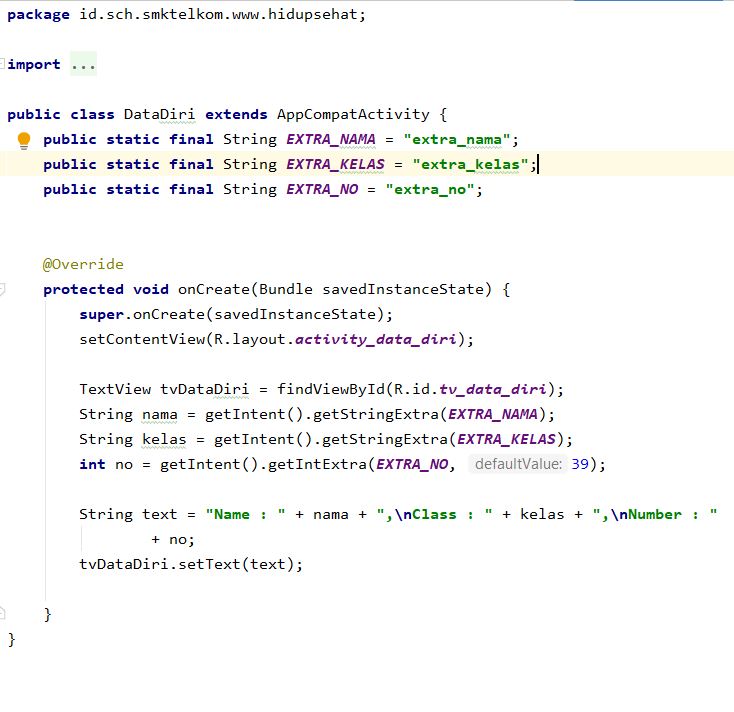 package id.sch.smktelkom.www.hidupsehat;
import ...
public class DataDiri extends AppCompatActivity {
public static final String EXTRA_NAMA = "extra_nama";
public static final String EXTRA_KELAS = "extra_kelas";
public static final String EXTRA_NO = "extra_no";
@Override
protected void onCreate(Bundle savedInstanceState) {
super.onCreate(savedInstanceState);
setContentView(R.layout.activity_data_diri);
TextView tvDataDiri = findViewById(R.id.tv_data_diri);
String nama = getIntent().getStringExtra(EXTRA_NAMA);
String kelas = getIntent().getStringExtra(EXTRA_KELAS);
int no = getIntent().getIntExtra(EXTRA_NO, defaultValue: 39);
String text = "Name : " + nama + ",\nClass : " + kelas + ",\nNumber : "
+ no;
tvDataDiri.setText(text);
}
}